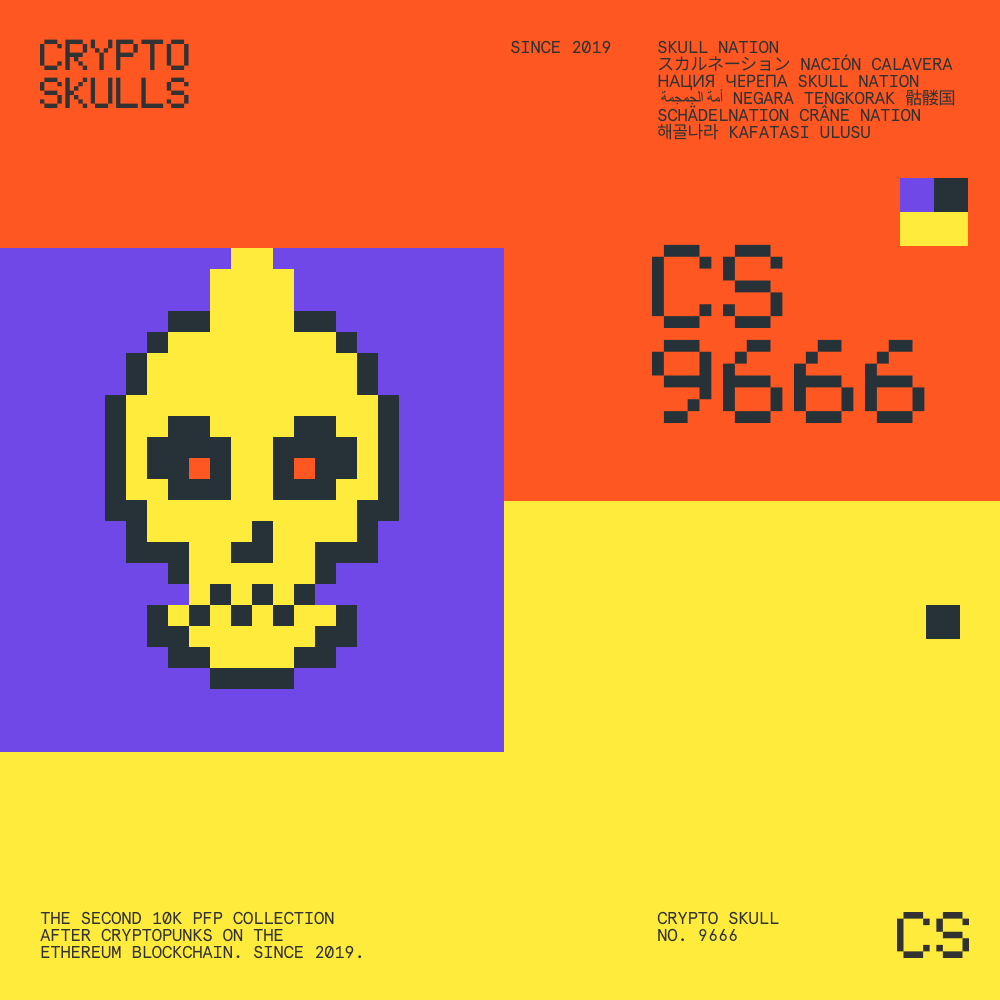 CRYPTO
SKULLS
SINCE 2019
SKULL NATION
スカルネーション NACIÓN CALAVERA
НАЦИЯ ЧЕРЕПА SKULL NATION
أمة الجمجمة NEGARA TENGKORAK 骷髅国
SCHÄDELNATION CRÂNE NATION
해골나라 KAFATASI ULUSU
CS
9666
THE SECOND 10K PFP COLLECTION
AFTER CRYPTOPUNKS ON THE
ETHEREUM BLOCKCHAIN. SINCE 2019.
CRYPTO SKULL
NO. 9666
CS